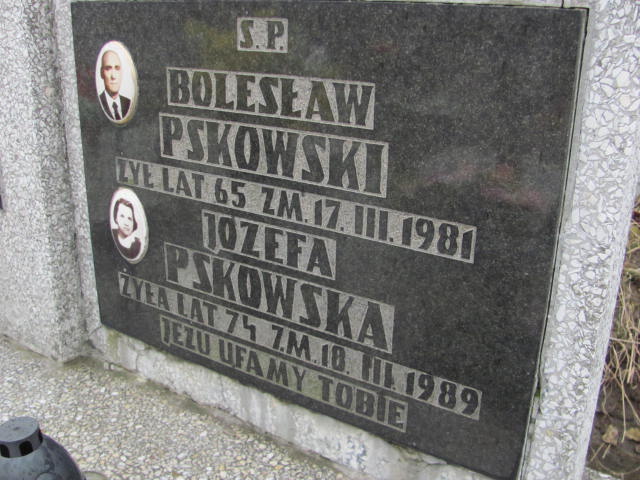 S.P.
BOLESŁAW
PSKOWSKI
ŻYŁ LAT 65 ZM. 17. III. 1981
JÓZEFA
PSKOWSKA
ŻYŁA LAT 75 ZM. 18. III. 1989
JEZU UFAMY TOBIE